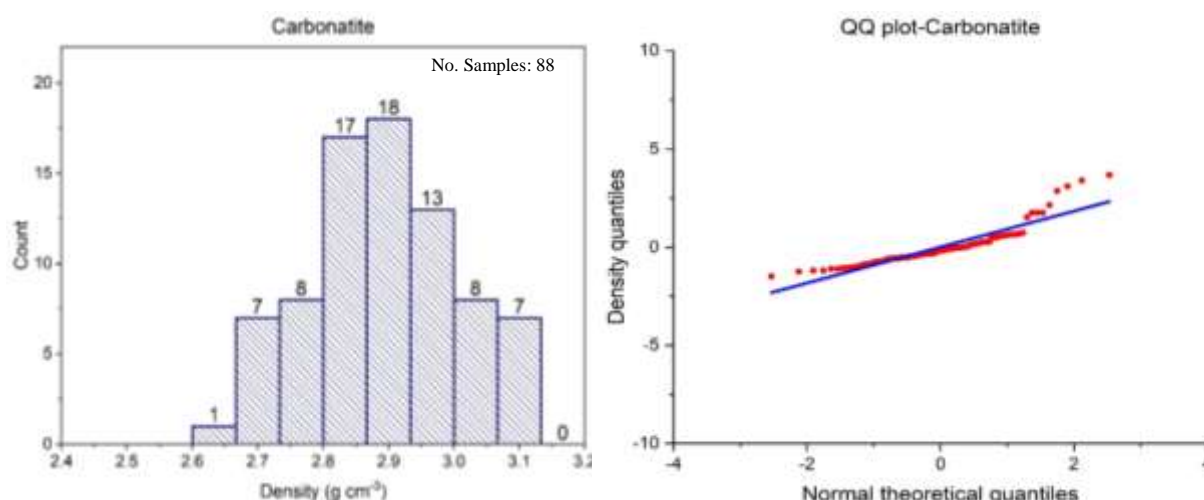 Carbonatite
No. Samples: 88
20
15
10
5
0
Count
1
7
8
17
18
13
8
7
0
2.4 2.5 2.6 2.7 2.8 2.9 3.0 3.1 3.2
Density (g cm⁻³)
QQ plot-Carbonatite
10
5
0
-5
-10
Density quantiles
-4 -2 0 2 4
Normal theoretical quantiles